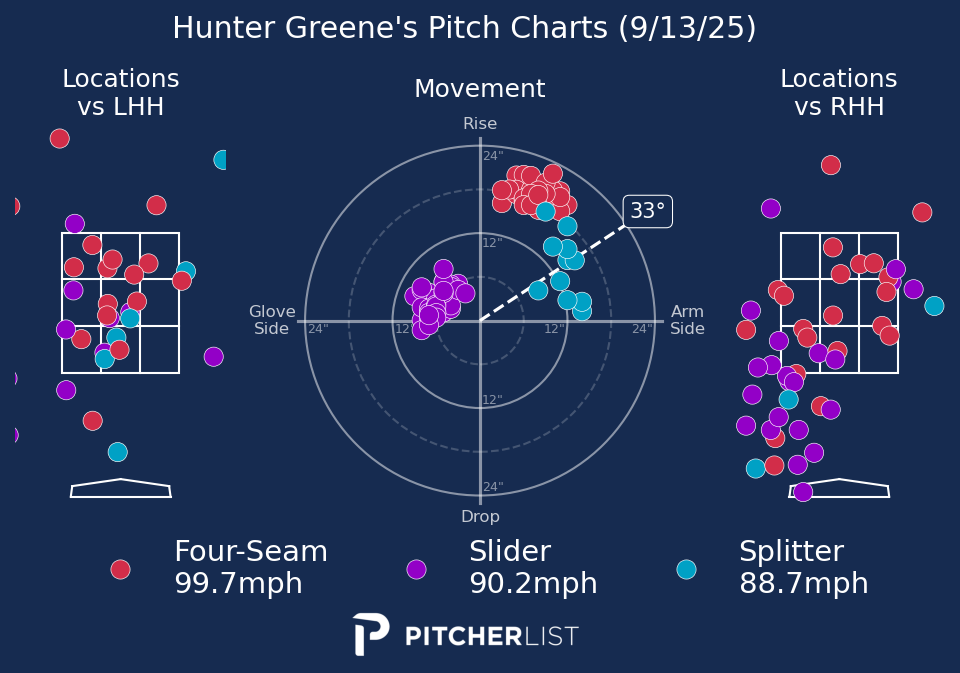 Hunter Greene's Pitch Charts (9/13/25)
Locations
vs LHH
Movement
Locations
vs RHH
Rise
24"
33°
12"
Glove
Side
24"
12"
12"
24"
Arm
Side
12"
24"
Drop
Four-Seam
99.7mph
Slider
90.2mph
Splitter
88.7mph
PITCHERLIST